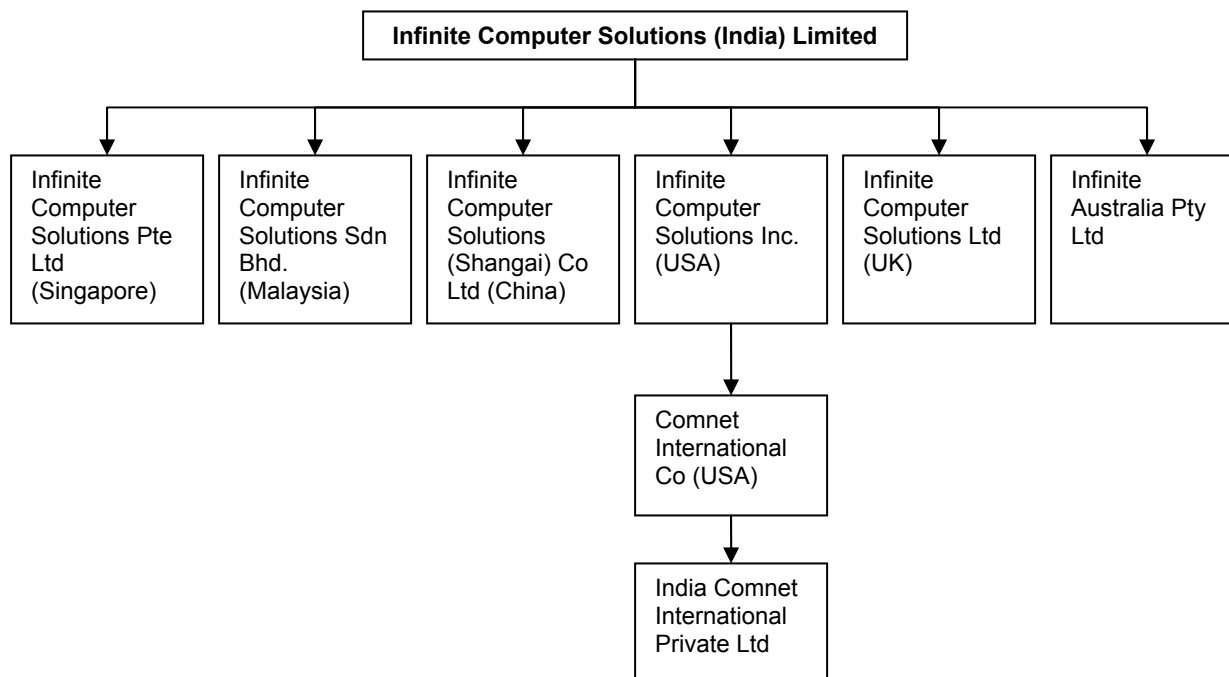 Infinite Computer Solutions (India) Limited
Infinite
Computer
Solutions Pte
Ltd
(Singapore)
Infinite
Computer
Solutions Sdn
Bhd.
(Malaysia)
Infinite
Computer
Solutions
(Shangai) Co
Ltd (China)
Infinite
Computer
Solutions Inc.
(USA)
Infinite
Computer
Solutions Ltd
(UK)
Infinite
Australia Pty
Ltd
Comnet
International
Co (USA)
India Comnet
International
Private Ltd